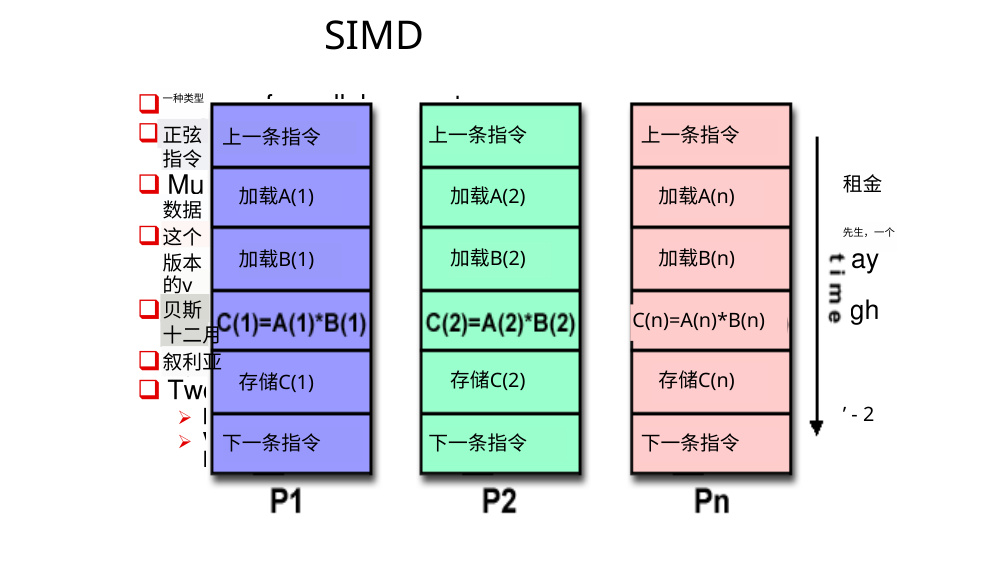 SIMD
一种类型
正弦
指令
Mu
数据
这个
版本
的v
贝斯
十二月
叙利亚
上一条指令
加载A(1)
加载B(1)
C(1)=A(1)*B(1)
存储C(1)
下一条指令
P1
上一条指令
加载A(2)
加载B(2)
C(2)=A(2)*B(2)
存储C(2)
下一条指令
P2
上一条指令
加载A(n)
加载B(n)
C(n)=A(n)*B(n)
存储C(n)
下一条指令
Pn
time
租金
先生，一个
ay
gh
’ - 2